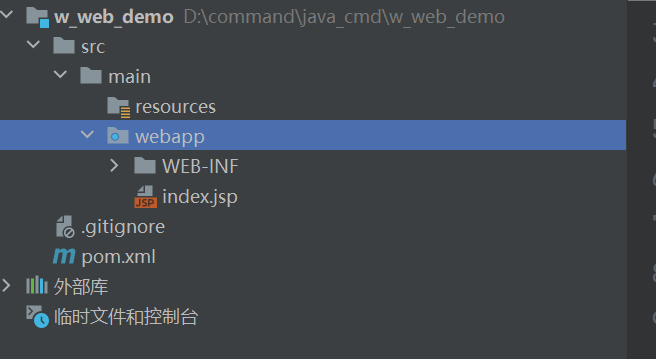 w_web_demo D:\command\java_cmd\w_web_demo
src
main
resources
webapp
WEB-INF
JSP index.jsp
.gitignore
m pom.xml
外部库
临时文件和控制台